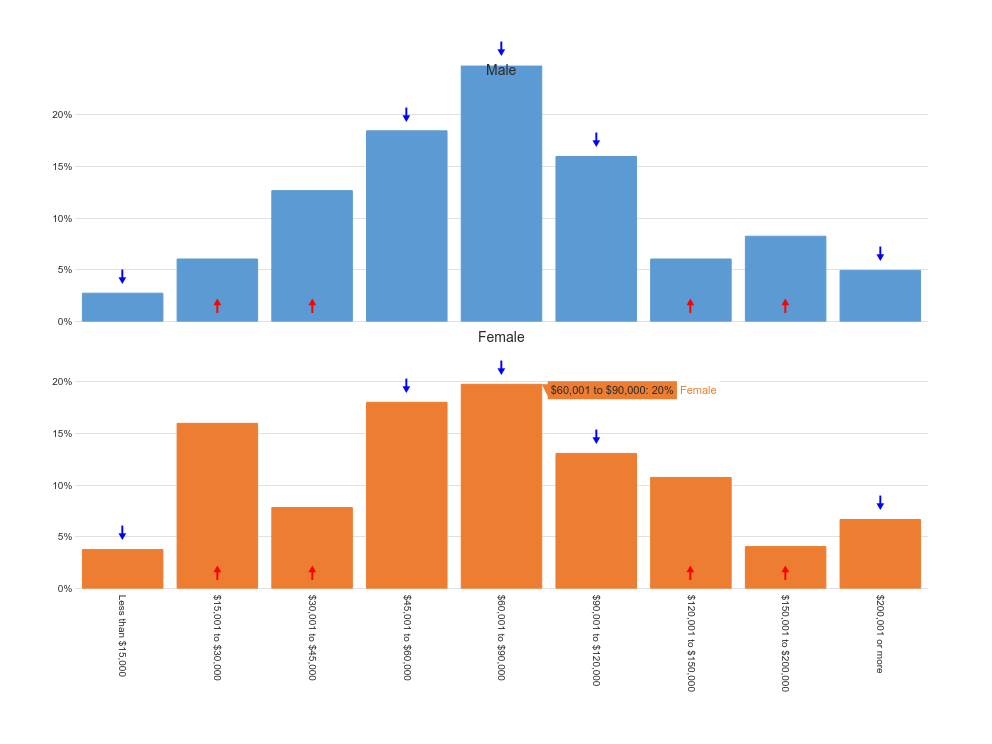 Male
20%
15%
10%
5%
0%
Female
20%
$60,001 to $90,000: 20% Female
15%
10%
5%
0%
Less than $15,000
$15,001 to $30,000
$30,001 to $45,000
$45,001 to $60,000
$60,001 to $90,000
$90,001 to $120,000
$120,001 to $150,000
$150,001 to $200,000
$200,001 or more